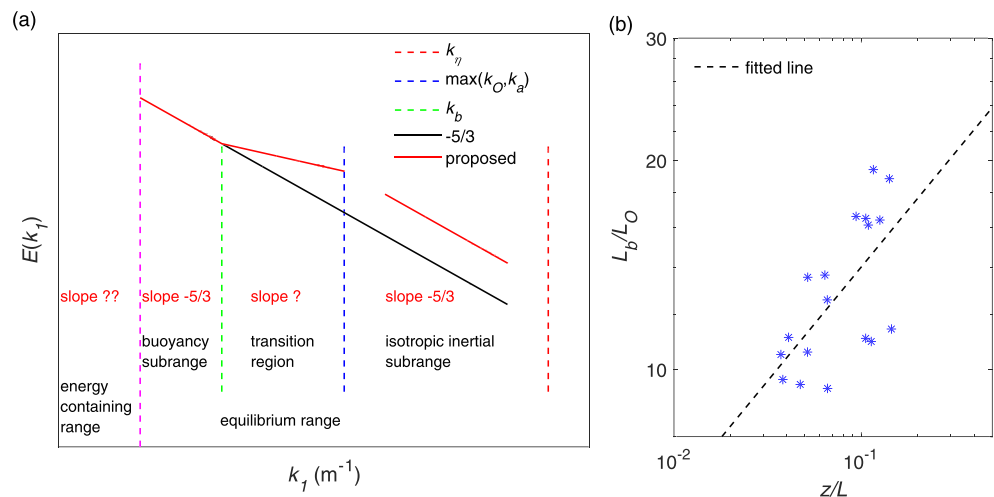 (a)
k_η
max(k_O,k_a)
k_b
-5/3
proposed
E(k_1)
slope ??
slope -5/3
slope ?
slope -5/3
buoyancy
subrange
transition
region
isotropic inertial
subrange
energy
containing
range
equilibrium range
k_1 (m^-1)
(b)
30
fitted line
20
L_b/L_O
10
10^-2
10^-1
z/L